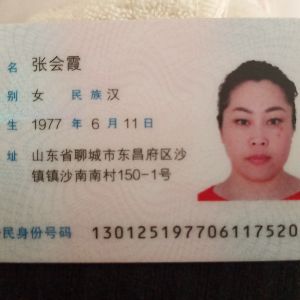 名 张会霞
别 女 民族 汉
生 1977 年 6 月 11 日
址 山东省聊城市东昌府区沙
镇镇沙南南村150-1号
民身份号码 130125197706117520